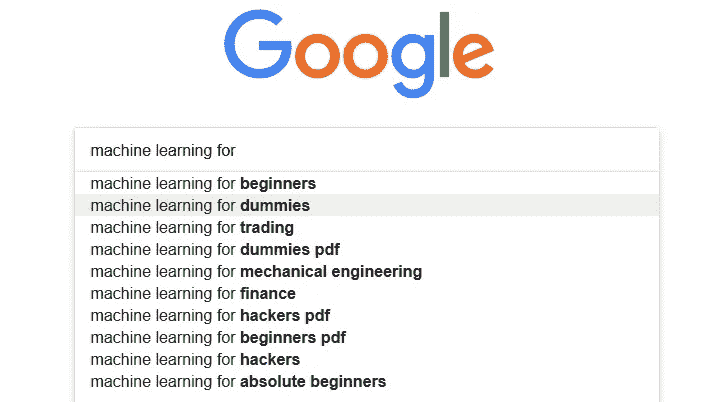 Google
machine learning for
machine learning for beginners
machine learning for dummies
machine learning for trading
machine learning for dummies pdf
machine learning for mechanical engineering
machine learning for finance
machine learning for hackers pdf
machine learning for beginners pdf
machine learning for hackers
machine learning for absolute beginners